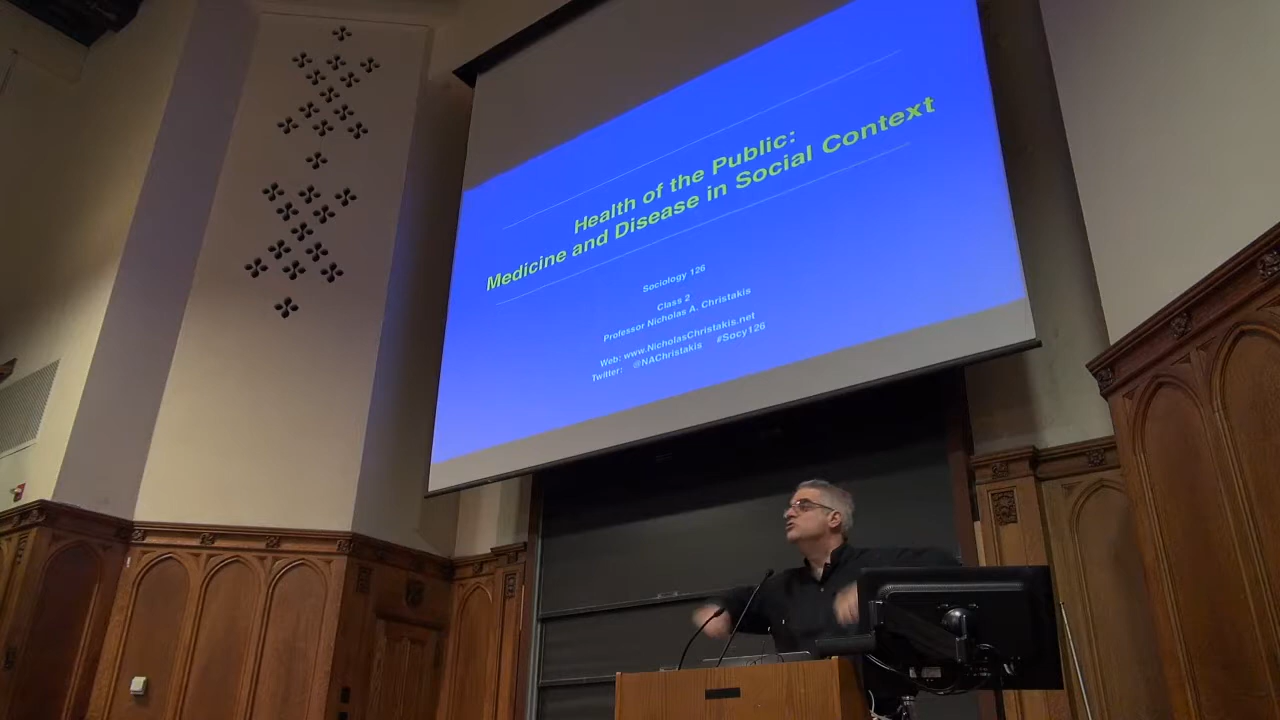 Health of the Public:
Medicine and Disease in Social Context
Sociology 126
Class 2
Professor Nicholas A. Christakis
Web: www.NicholasChristakis.net
Twitter: @NAChristakis #Socy126